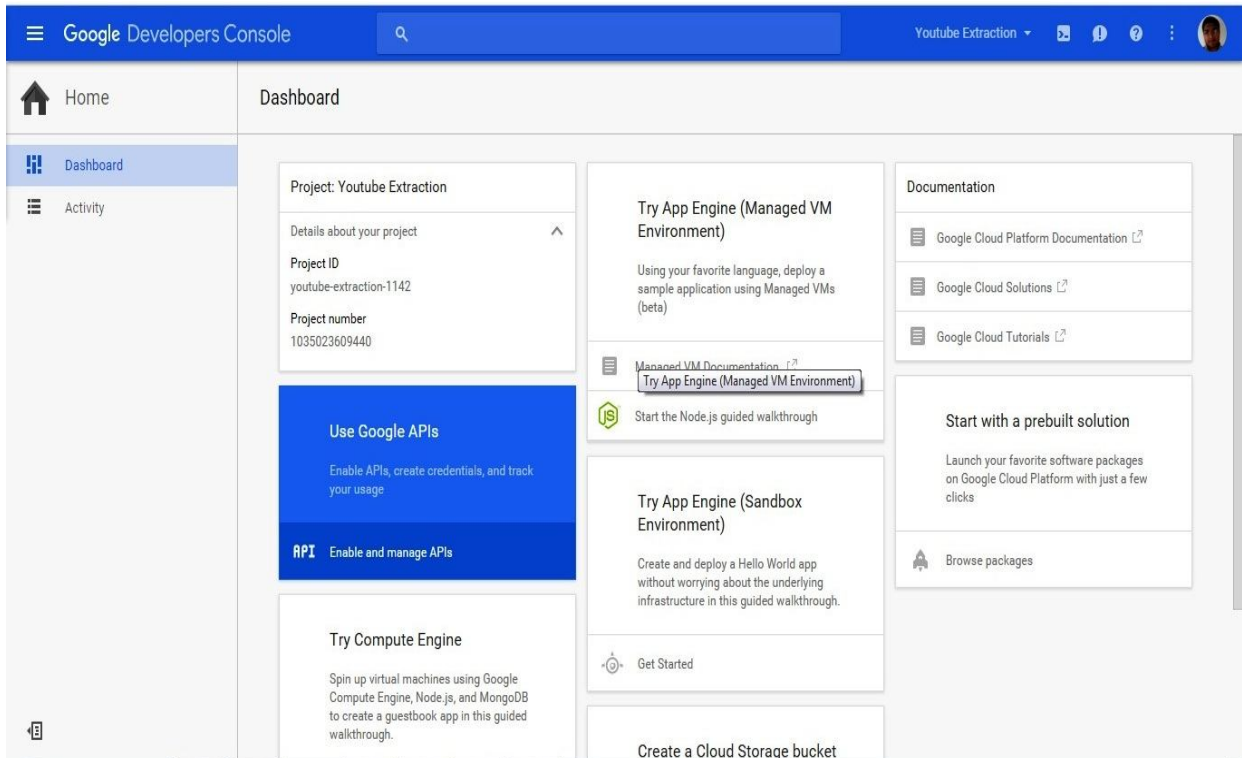 Google Developers Console
Youtube Extraction
Home
Dashboard
Dashboard
Activity
Project: Youtube Extraction
Details about your project
Project ID
youtube-extraction-1142
Project number
1035023609440
Use Google APIs
Enable APIs, create credentials, and track
your usage
API Enable and manage APIs
Try Compute Engine
Spin up virtual machines using Google
Compute Engine, Node.js, and MongoDB
to create a guestbook app in this guided
walkthrough.
Try App Engine (Managed VM
Environment)
Using your favorite language, deploy a
sample application using Managed VMs
(beta)
Managed VM Documentation
Try App Engine (Managed VM Environment)
JS Start the Node.js guided walkthrough
Try App Engine (Sandbox
Environment)
Create and deploy a Hello World app
without worrying about the underlying
infrastructure in this guided walkthrough.
Get Started
Create a Cloud Storage bucket
Documentation
Google Cloud Platform Documentation
Google Cloud Solutions
Google Cloud Tutorials
Start with a prebuilt solution
Launch your favorite software packages
on Google Cloud Platform with just a few
clicks
Browse packages